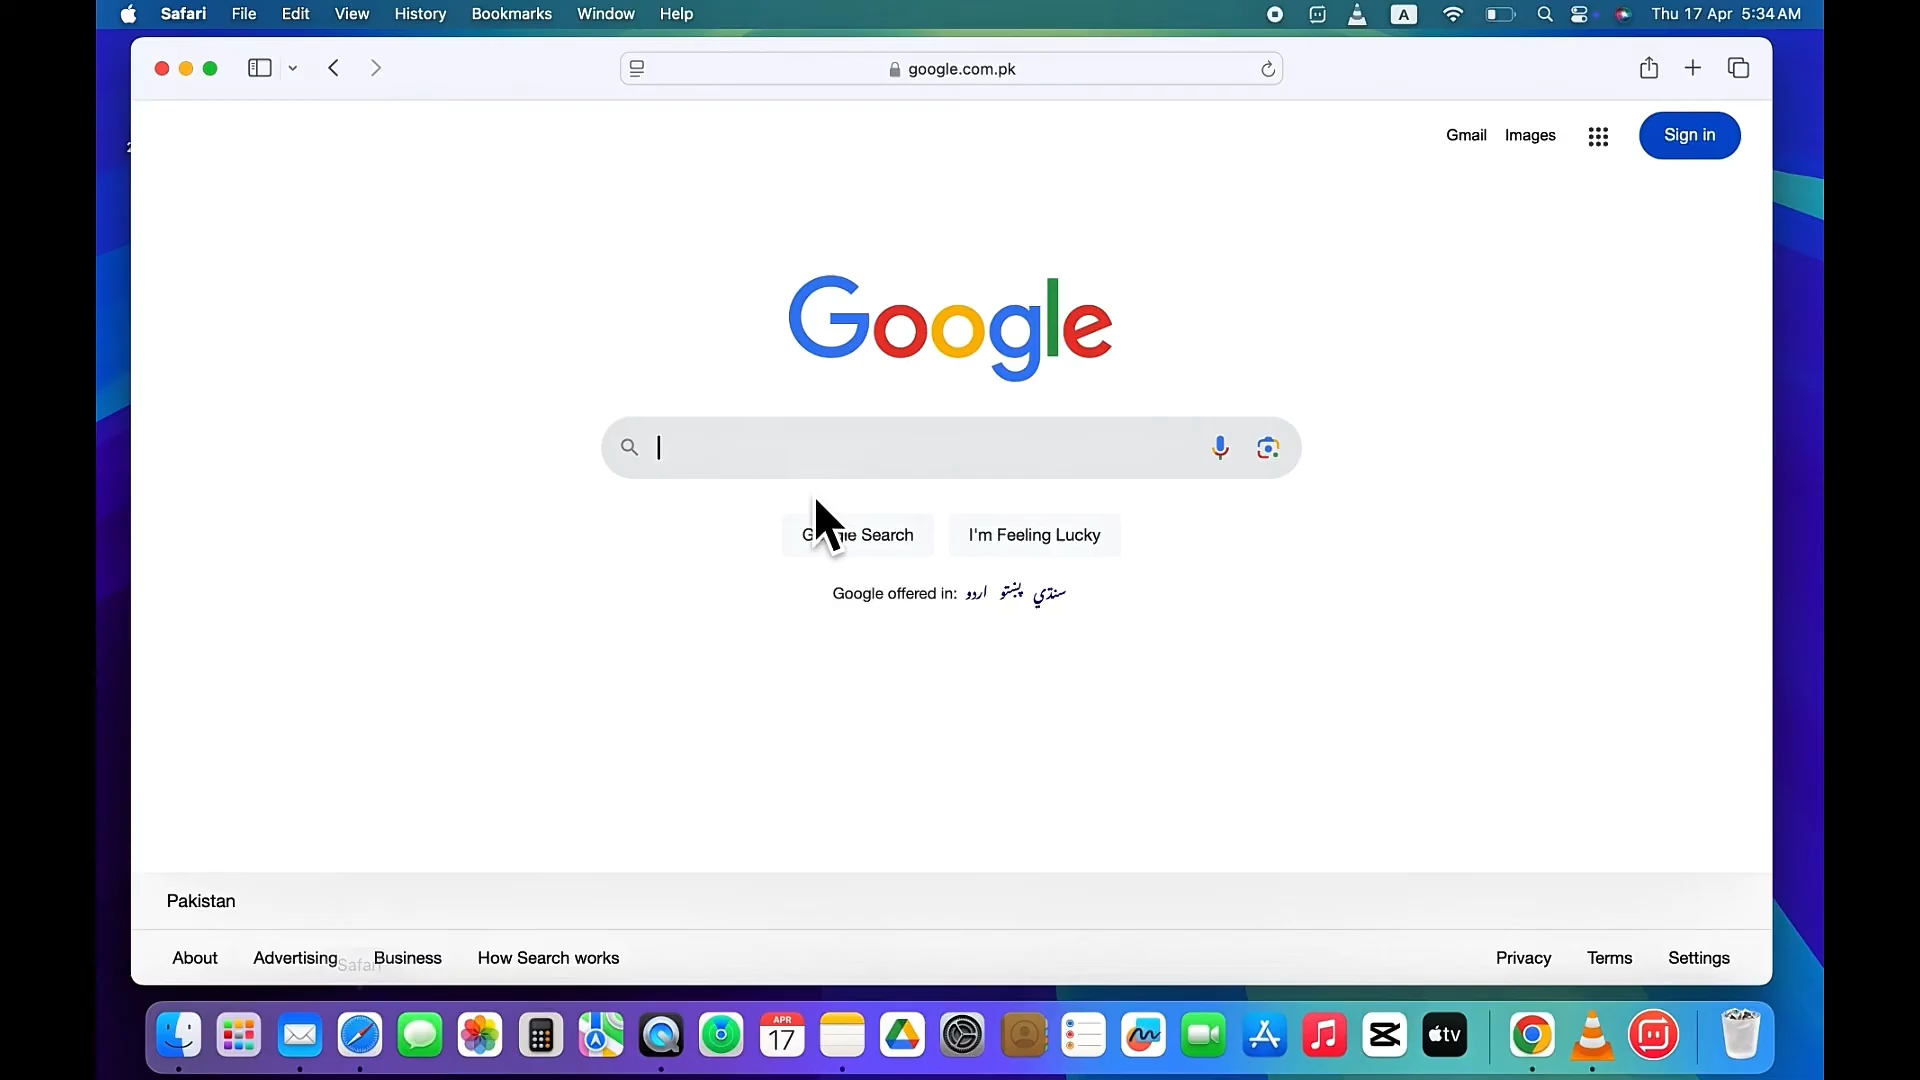 Safari File Edit View History Bookmarks Window Help A Thu 17 Apr 5:34 AM
google.com.pk
Gmail Images Sign in
Google
Search I'm Feeling Lucky
Google offered in: اردو پښتو سنڌي
Pakistan
About Advertising Business How Search works Privacy Terms Settings
Safari
APR
17
tv